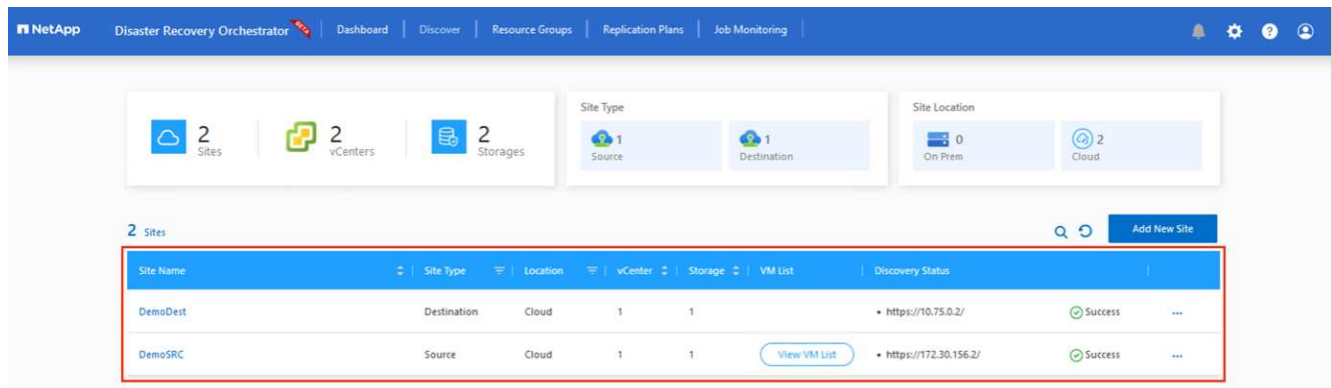 NetApp Disaster Recovery Orchestrator Dashboard Discover Resource Groups Replication Plans Job Monitoring
2 Sites
2 vCenters
2 Storages
Site Type
1 Source
1 Destination
Site Location
0 On Prem
2 Cloud
2 Sites
Add New Site
Site Name Site Type Location vCenter Storage VM List Discovery Status
DemoDest Destination Cloud 1 1 • https://10.75.0.2/ Success ...
DemoSRC Source Cloud 1 1 View VM List • https://172.30.156.2/ Success ...